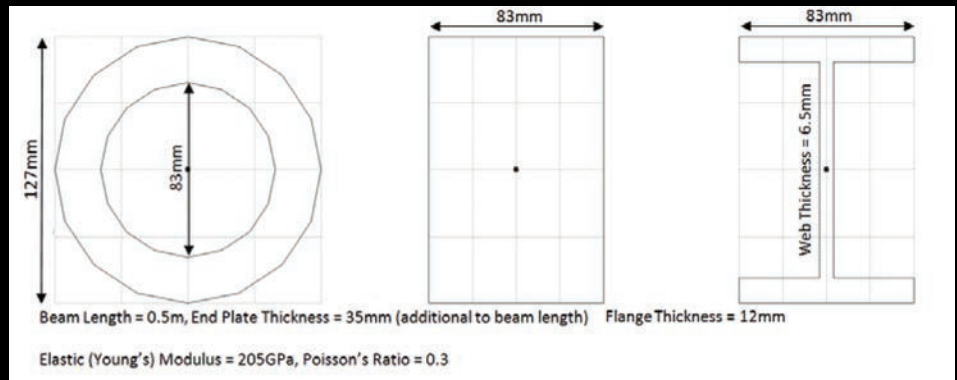 83mm
83mm
127mm
83mm
Web Thickness = 6.5mm
Beam Length = 0.5m, End Plate Thickness = 35mm (additional to beam length) Flange Thickness = 12mm
Elastic (Young's) Modulus = 205GPa, Poisson's Ratio = 0.3